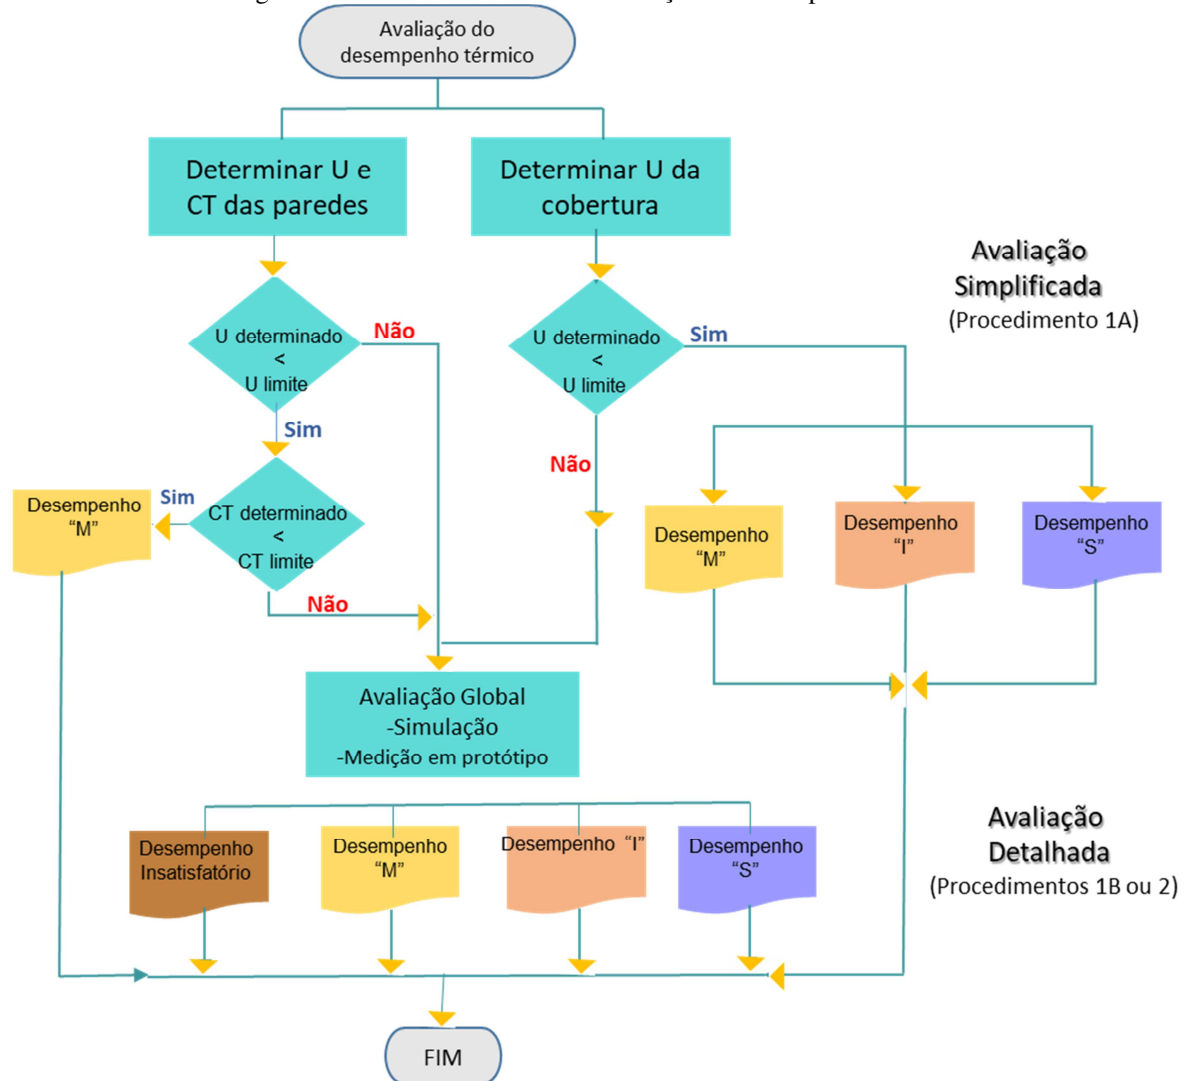 Avaliação do
desempenho térmico
Determinar U e
CT das paredes
Determinar U da
cobertura
Avaliação
Simplificada
(Procedimento 1A)
U determinado
<
U limite
Não
U determinado
<
U limite
Sim
Sim
Não
Desempenho
“M”
Sim
CT determinado
<
CT limite
Não
Desempenho
“M”
Desempenho
“I”
Desempenho
“S”
Avaliação Global
-Simulação
-Medição em protótipo
Avaliação
Detalhada
(Procedimentos 1B ou 2)
Desempenho
Insatisfatório
Desempenho
“M”
Desempenho “I”
Desempenho
“S”
FIM